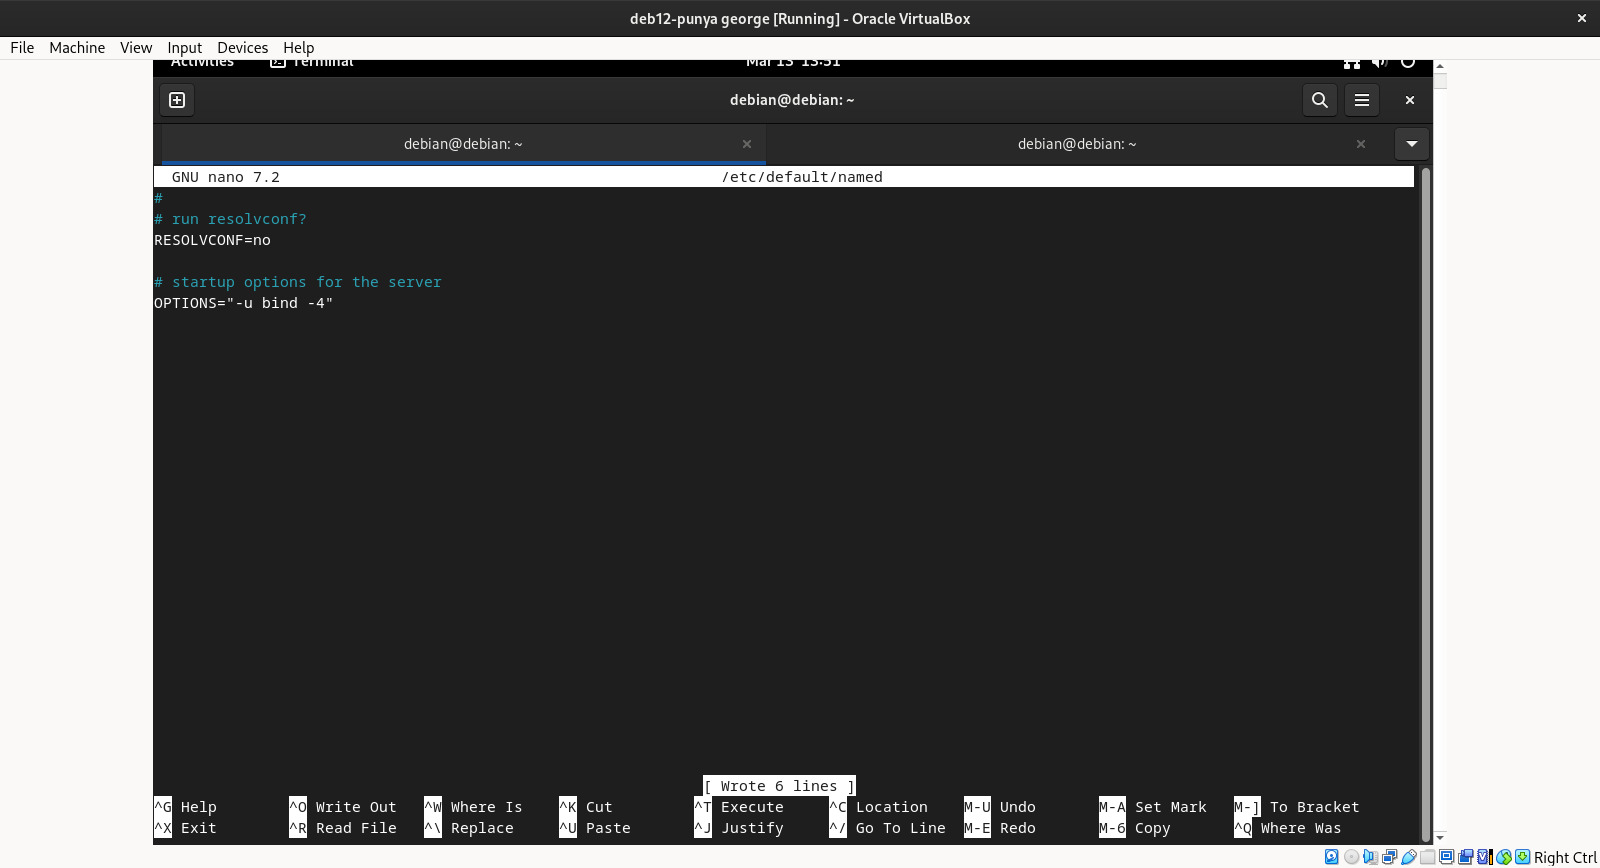 deb12-punya george [Running] - Oracle VirtualBox
File Machine View Input Devices Help
Activities Terminal Mar 13 13:51
debian@debian: ~
debian@debian: ~ debian@debian: ~
GNU nano 7.2 /etc/default/named
#
# run resolvconf?
RESOLVCONF=no
# startup options for the server
OPTIONS="-u bind -4"
[ Wrote 6 lines ]
^G Help ^O Write Out ^W Where Is ^K Cut ^T Execute ^C Location M-U Undo M-A Set Mark M-] To Bracket
^X Exit ^R Read File ^\ Replace ^U Paste ^J Justify ^/ Go To Line M-E Redo M-6 Copy ^Q Where Was
Right Ctrl